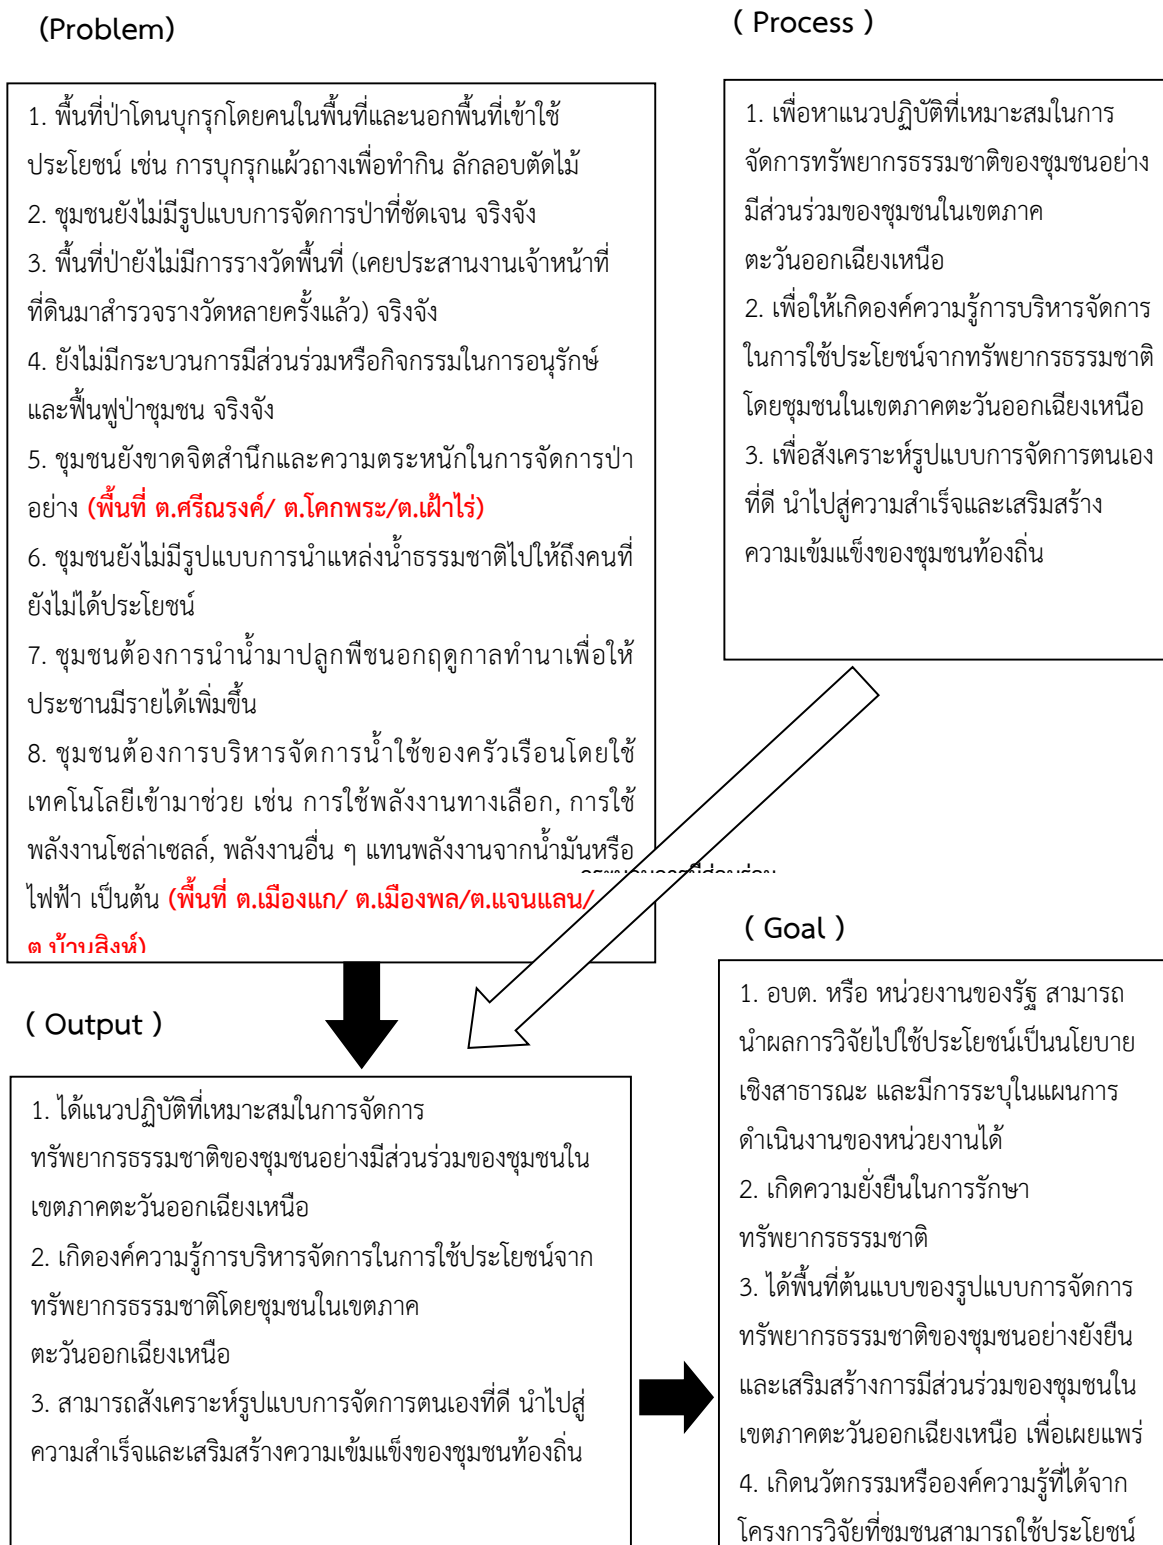 (Problem)
1. พื้นที่ป่าโดนบุกรุกโดยคนในพื้นที่และนอกพื้นที่เข้าใช้
ประโยชน์ เช่น การบุกรุกแผ้วถางเพื่อทำกิน ลักลอบตัดไม้
2. ชุมชนยังไม่มีรูปแบบการจัดการป่าที่ชัดเจน จริงจัง
3. พื้นที่ป่ายังไม่มีการรางวัดพื้นที่ (เคยประสานงานเจ้าหน้าที่
ที่ดินมาสำรวจรางวัดหลายครั้งแล้ว) จริงจัง
4. ยังไม่มีกระบวนการมีส่วนร่วมหรือกิจกรรมในการอนุรักษ์
และฟื้นฟูป่าชุมชน จริงจัง
5. ชุมชนยังขาดจิตสำนึกและความตระหนักในการจัดการป่า
อย่าง (พื้นที่ ต.ศรีณรงค์/ ต.โคกพระ/ต.เฝ้าไร่)
6. ชุมชนยังไม่มีรูปแบบการนำแหล่งน้ำธรรมชาติไปให้ถึงคนที่
ยังไม่ได้ประโยชน์
7. ชุมชนต้องการนำน้ำมาปลูกพืชนอกฤดูกาลทำนาเพื่อให้
ประชานมีรายได้เพิ่มขึ้น
8. ชุมชนต้องการบริหารจัดการน้ำใช้ของครัวเรือนโดยใช้
เทคโนโลยีเข้ามาช่วย เช่น การใช้พลังงานทางเลือก, การใช้
พลังงานโซล่าเซลล์, พลังงานอื่น ๆ แทนพลังงานจากน้ำมันหรือ
ไฟฟ้า เป็นต้น (พื้นที่ ต.เมืองแก/ ต.เมืองพล/ต.แจนแลน/
ต.บ้านสิงห์)
( Process )
1. เพื่อหาแนวปฏิบัติที่เหมาะสมในการ
จัดการทรัพยากรธรรมชาติของชุมชนอย่าง
มีส่วนร่วมของชุมชนในเขตภาค
ตะวันออกเฉียงเหนือ
2. เพื่อให้เกิดองค์ความรู้การบริหารจัดการ
ในการใช้ประโยชน์จากทรัพยากรธรรมชาติ
โดยชุมชนในเขตภาคตะวันออกเฉียงเหนือ
3. เพื่อสังเคราะห์รูปแบบการจัดการตนเอง
ที่ดี นำไปสู่ความสำเร็จและเสริมสร้าง
ความเข้มแข็งของชุมชนท้องถิ่น
( Output )
1. ได้แนวปฏิบัติที่เหมาะสมในการจัดการ
ทรัพยากรธรรมชาติของชุมชนอย่างมีส่วนร่วมของชุมชนใน
เขตภาคตะวันออกเฉียงเหนือ
2. เกิดองค์ความรู้การบริหารจัดการในการใช้ประโยชน์จาก
ทรัพยากรธรรมชาติโดยชุมชนในเขตภาค
ตะวันออกเฉียงเหนือ
3. สามารถสังเคราะห์รูปแบบการจัดการตนเองที่ดี นำไปสู่
ความสำเร็จและเสริมสร้างความเข้มแข็งของชุมชนท้องถิ่น
( Goal )
1. อบต. หรือ หน่วยงานของรัฐ สามารถ
นำผลการวิจัยไปใช้ประโยชน์เป็นนโยบาย
เชิงสาธารณะ และมีการระบุในแผนการ
ดำเนินงานของหน่วยงานได้
2. เกิดความยั่งยืนในการรักษา
ทรัพยากรธรรมชาติ
3. ได้พื้นที่ต้นแบบของรูปแบบการจัดการ
ทรัพยากรธรรมชาติของชุมชนอย่างยังยืน
และเสริมสร้างการมีส่วนร่วมของชุมชนใน
เขตภาคตะวันออกเฉียงเหนือ เพื่อเผยแพร่
4. เกิดนวัตกรรมหรือองค์ความรู้ที่ได้จาก
โครงการวิจัยที่ชุมชนสามารถใช้ประโยชน์